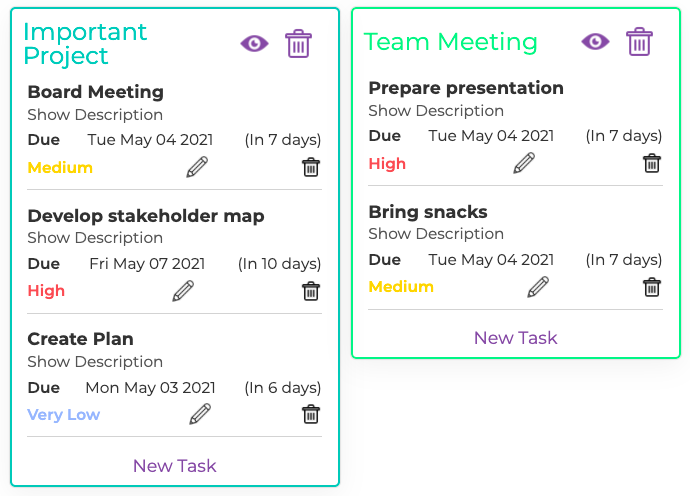 Important
Project
Board Meeting
Show Description
Due Tue May 04 2021 (In 7 days)
Medium
Develop stakeholder map
Show Description
Due Fri May 07 2021 (In 10 days)
High
Create Plan
Show Description
Due Mon May 03 2021 (In 6 days)
Very Low
New Task
Team Meeting
Prepare presentation
Show Description
Due Tue May 04 2021 (In 7 days)
High
Bring snacks
Show Description
Due Tue May 04 2021 (In 7 days)
Medium
New Task